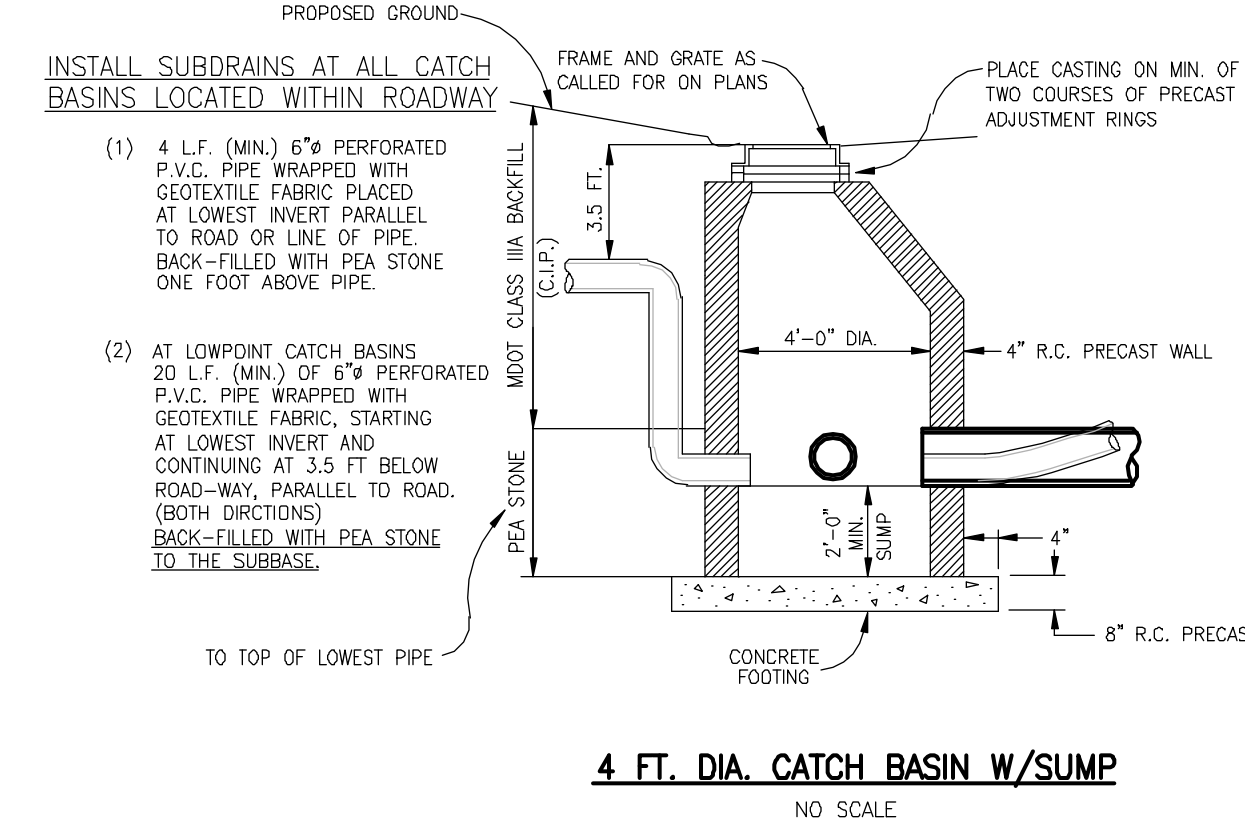 PROPOSED GROUND
INSTALL SUBDRAINS AT ALL CATCH
BASINS LOCATED WITHIN ROADWAY
FRAME AND GRATE AS
CALLED FOR ON PLANS
PLACE CASTING ON MIN. OF
TWO COURSES OF PRECAST
ADJUSTMENT RINGS
(1) 4 L.F. (MIN.) 6"ø PERFORATED
P.V.C. PIPE WRAPPED WITH
GEOTEXTILE FABRIC PLACED
AT LOWEST INVERT PARALLEL
TO ROAD OR LINE OF PIPE.
BACK-FILLED WITH PEA STONE
ONE FOOT ABOVE PIPE.
(2) AT LOWPOINT CATCH BASINS
20 L.F. (MIN.) OF 6"ø PERFORATED
P.V.C. PIPE WRAPPED WITH
GEOTEXTILE FABRIC, STARTING
AT LOWEST INVERT AND
CONTINUING AT 3.5 FT BELOW
ROAD-WAY, PARALLEL TO ROAD.
(BOTH DIRCTIONS)
BACK-FILLED WITH PEA STONE
TO THE SUBBASE.
MDOT CLASS IIIA BACKFILL
(C.I.P.)
3.5 FT.
4'-0" DIA.
4" R.C. PRECAST WALL
PEA STONE
2'-0"
MIN.
SUMP
4"
8" R.C. PRECAS
TO TOP OF LOWEST PIPE
CONCRETE
FOOTING
4 FT. DIA. CATCH BASIN W/SUMP
NO SCALE